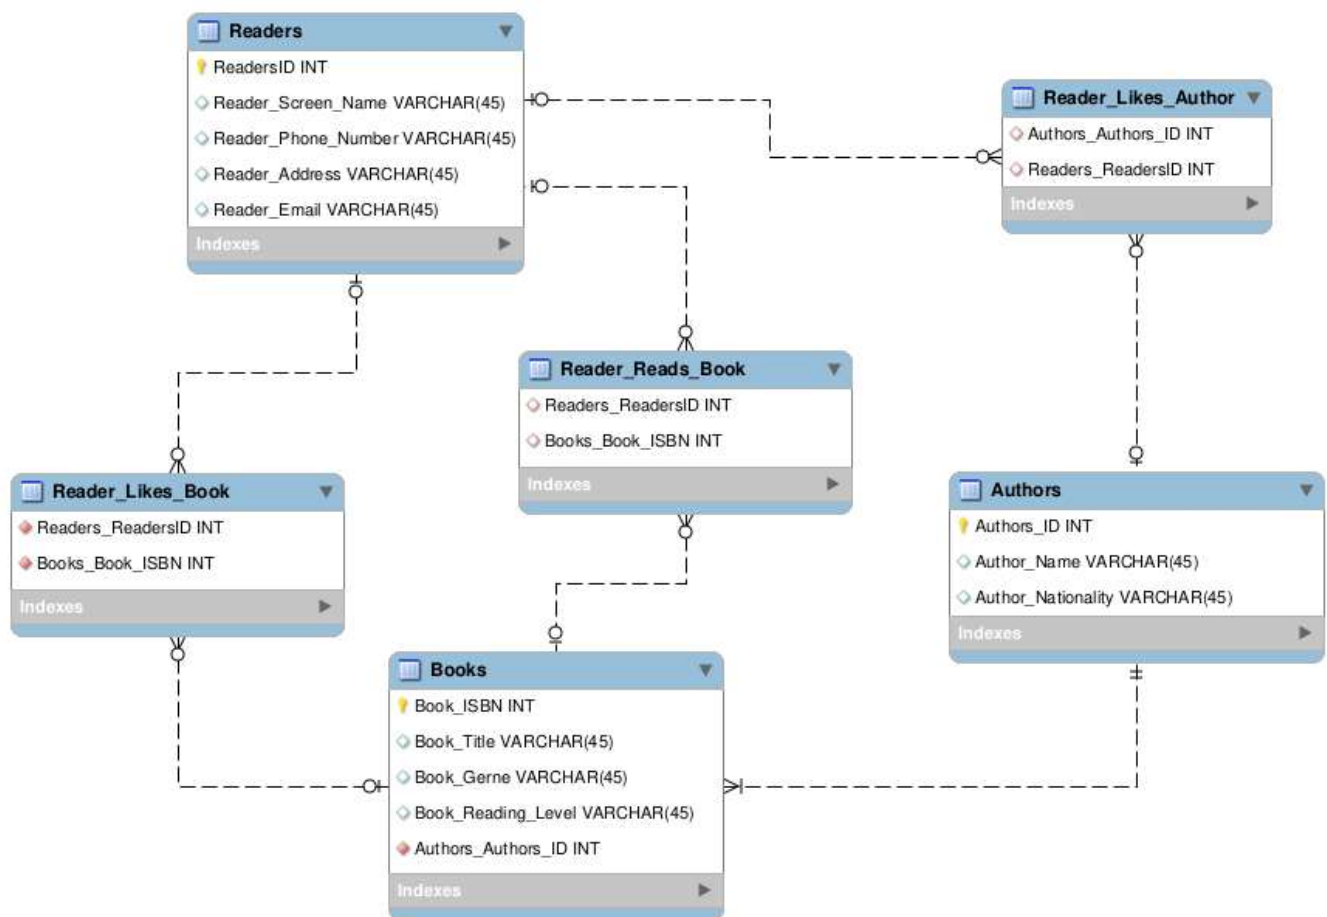 Readers
ReadersID INT
Reader_Screen_Name VARCHAR(45)
Reader_Phone_Number VARCHAR(45)
Reader_Address VARCHAR(45)
Reader_Email VARCHAR(45)
Indexes
Reader_Likes_Author
Authors_Authors_ID INT
Readers_ReadersID INT
Indexes
Reader_Reads_Book
Readers_ReadersID INT
Books_Book_ISBN INT
Indexes
Reader_Likes_Book
Readers_ReadersID INT
Books_Book_ISBN INT
Indexes
Authors
Authors_ID INT
Author_Name VARCHAR(45)
Author_Nationality VARCHAR(45)
Indexes
Books
Book_ISBN INT
Book_Title VARCHAR(45)
Book_Gerne VARCHAR(45)
Book_Reading_Level VARCHAR(45)
Authors_Authors_ID INT
Indexes